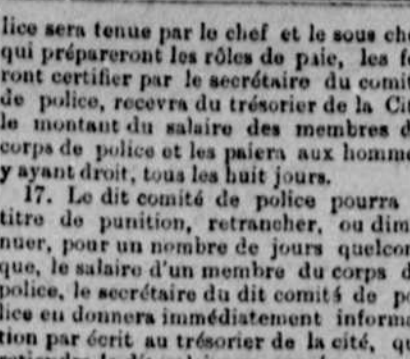 lice sera tenue par le chef et le sous che
qui prépareront les rôles de paie, les f
ront certifier par le secrétaire du comit
de police, recevra du trésorier de la Cit
le montant du salaire des membres d
corps de police et les paiera aux homme
y ayant droit, tous les huit jours.
17. Le dit comité de police pourra
titre de punition, retrancher, ou dim
nuer, pour un nombre de jours quelcon
que, le salaire d'un membre du corps d
police, le secrétaire du dit comité de p
lice en donnera immédiatement informa
tion par écrit au trésorier de la cité, qu